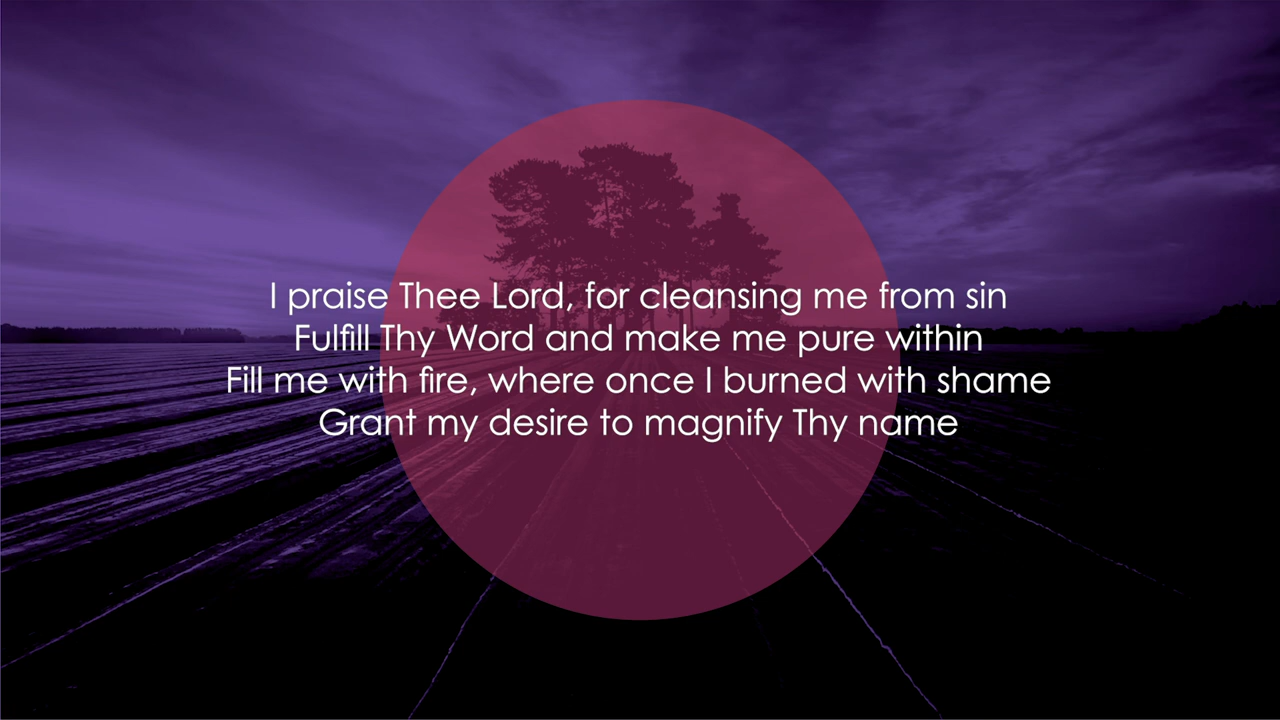 I praise Thee Lord, for cleansing me from sin
Fulfill Thy Word and make me pure within
Fill me with fire, where once I burned with shame
Grant my desire to magnify Thy name